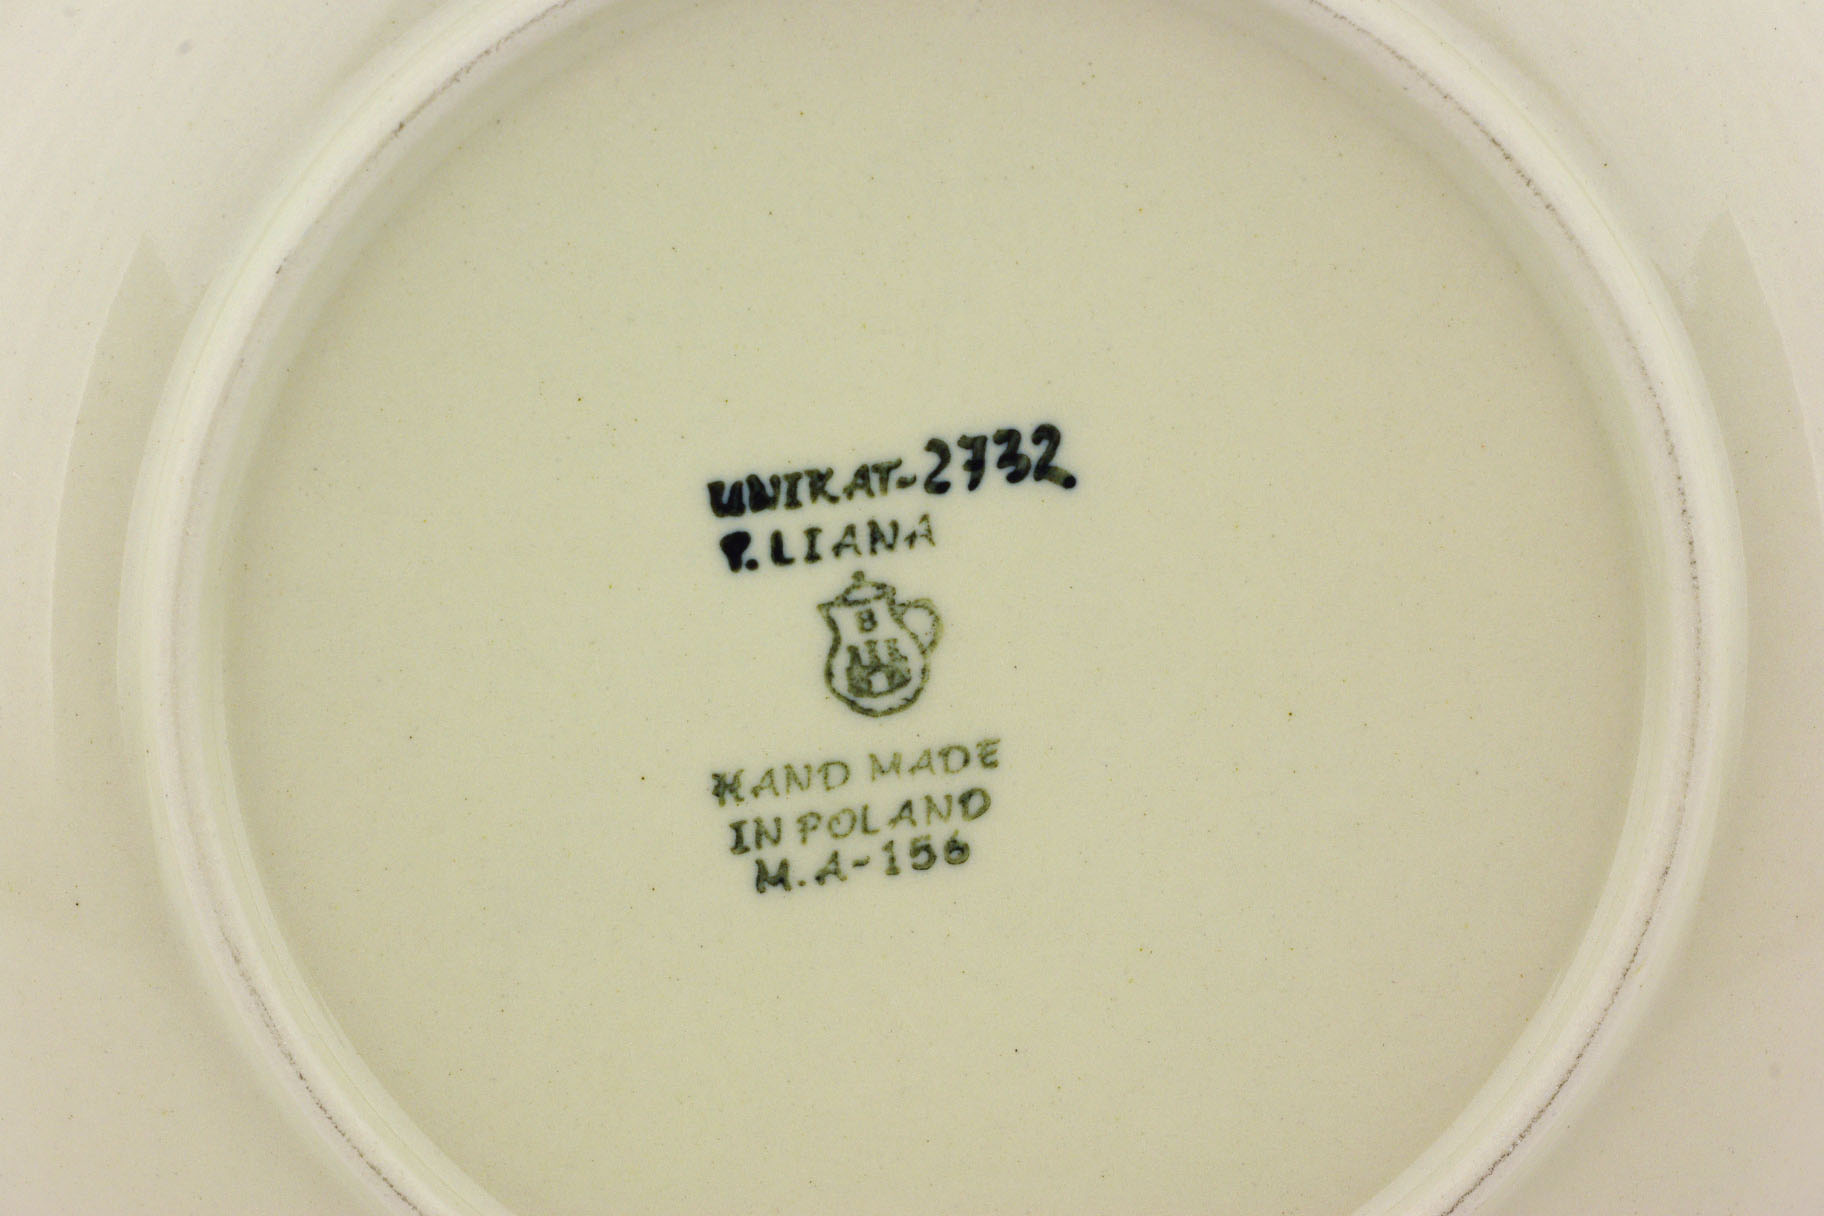 UNIKAT-2732.
P.LIANA
B
HAND MADE
IN POLAND
M.A-156